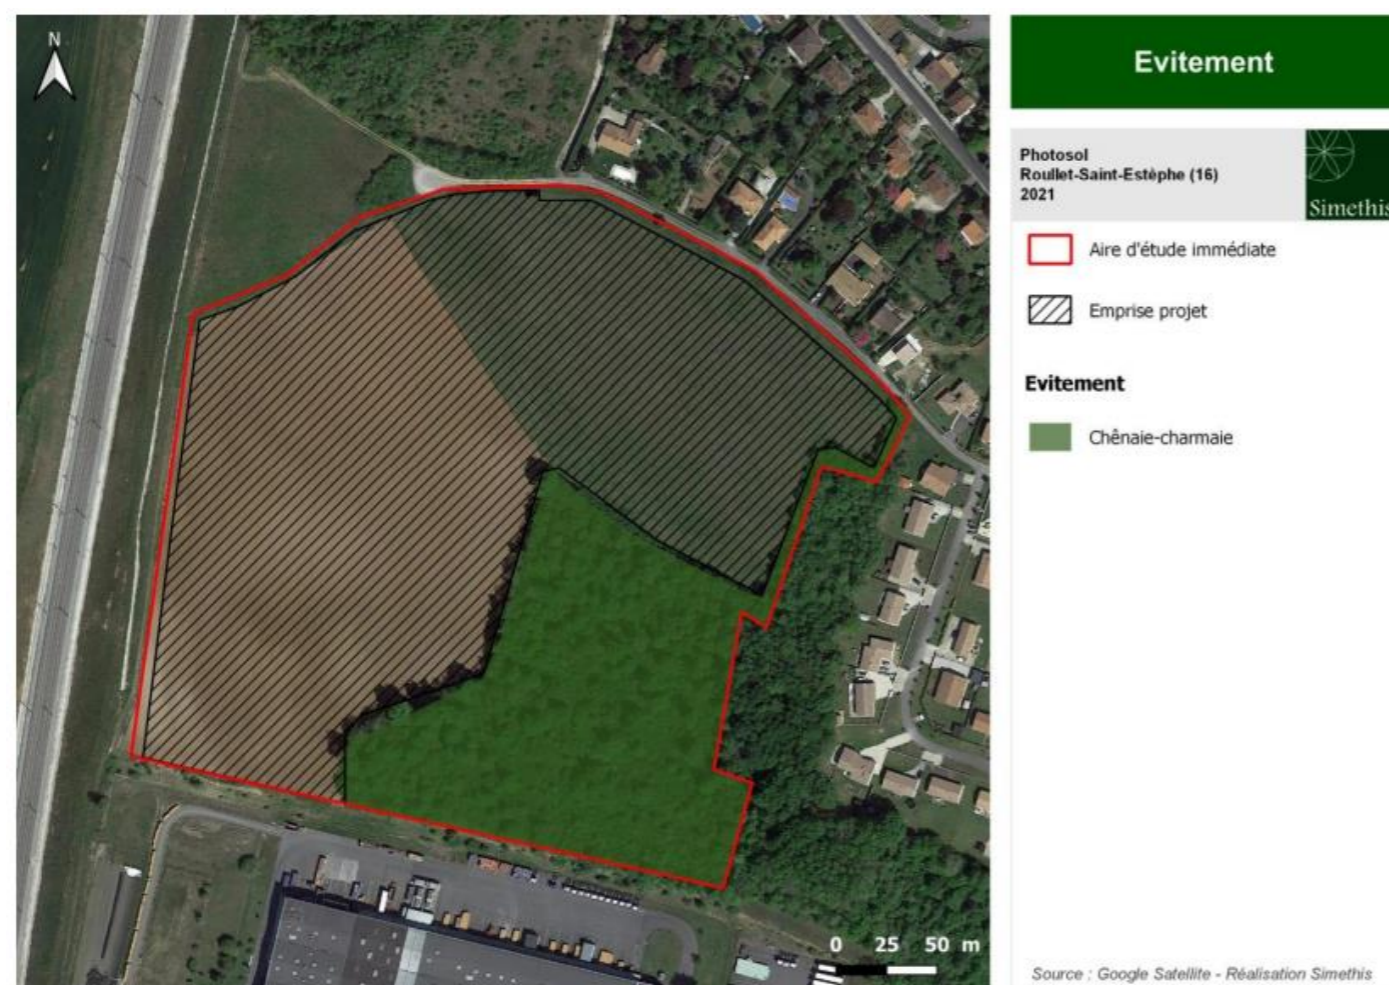 N
Evitement
Photosol
Roullet-Saint-Estèphe (16)
2021
Simethis
Aire d'étude immédiate
Emprise projet
Evitement
Chênaie-charmaie
0 25 50 m
Source : Google Satellite - Réalisation Simethis